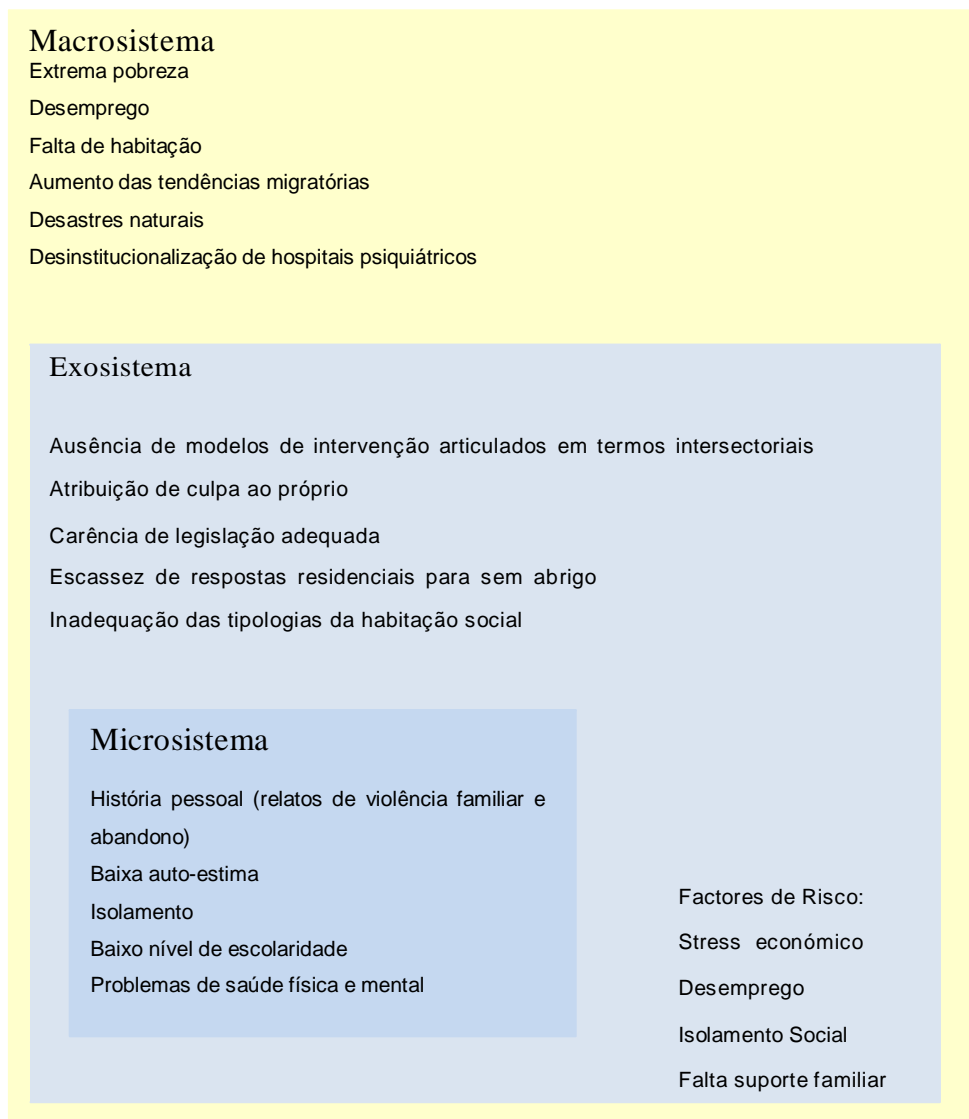 Macrosistema
Extrema pobreza
Desemprego
Falta de habitação
Aumento das tendências migratórias
Desastres naturais
Desinstitucionalização de hospitais psiquiátricos
Exosistema
Ausência de modelos de intervenção articulados em termos intersectoriais
Atribuição de culpa ao próprio
Carência de legislação adequada
Escassez de respostas residenciais para sem abrigo
Inadequação das tipologias da habitação social
Microsistema
História pessoal (relatos de violência familiar e
abandono)
Baixa auto-estima
Isolamento
Baixo nível de escolaridade
Problemas de saúde física e mental
Factores de Risco:
Stress económico
Desemprego
Isolamento Social
Falta suporte familiar